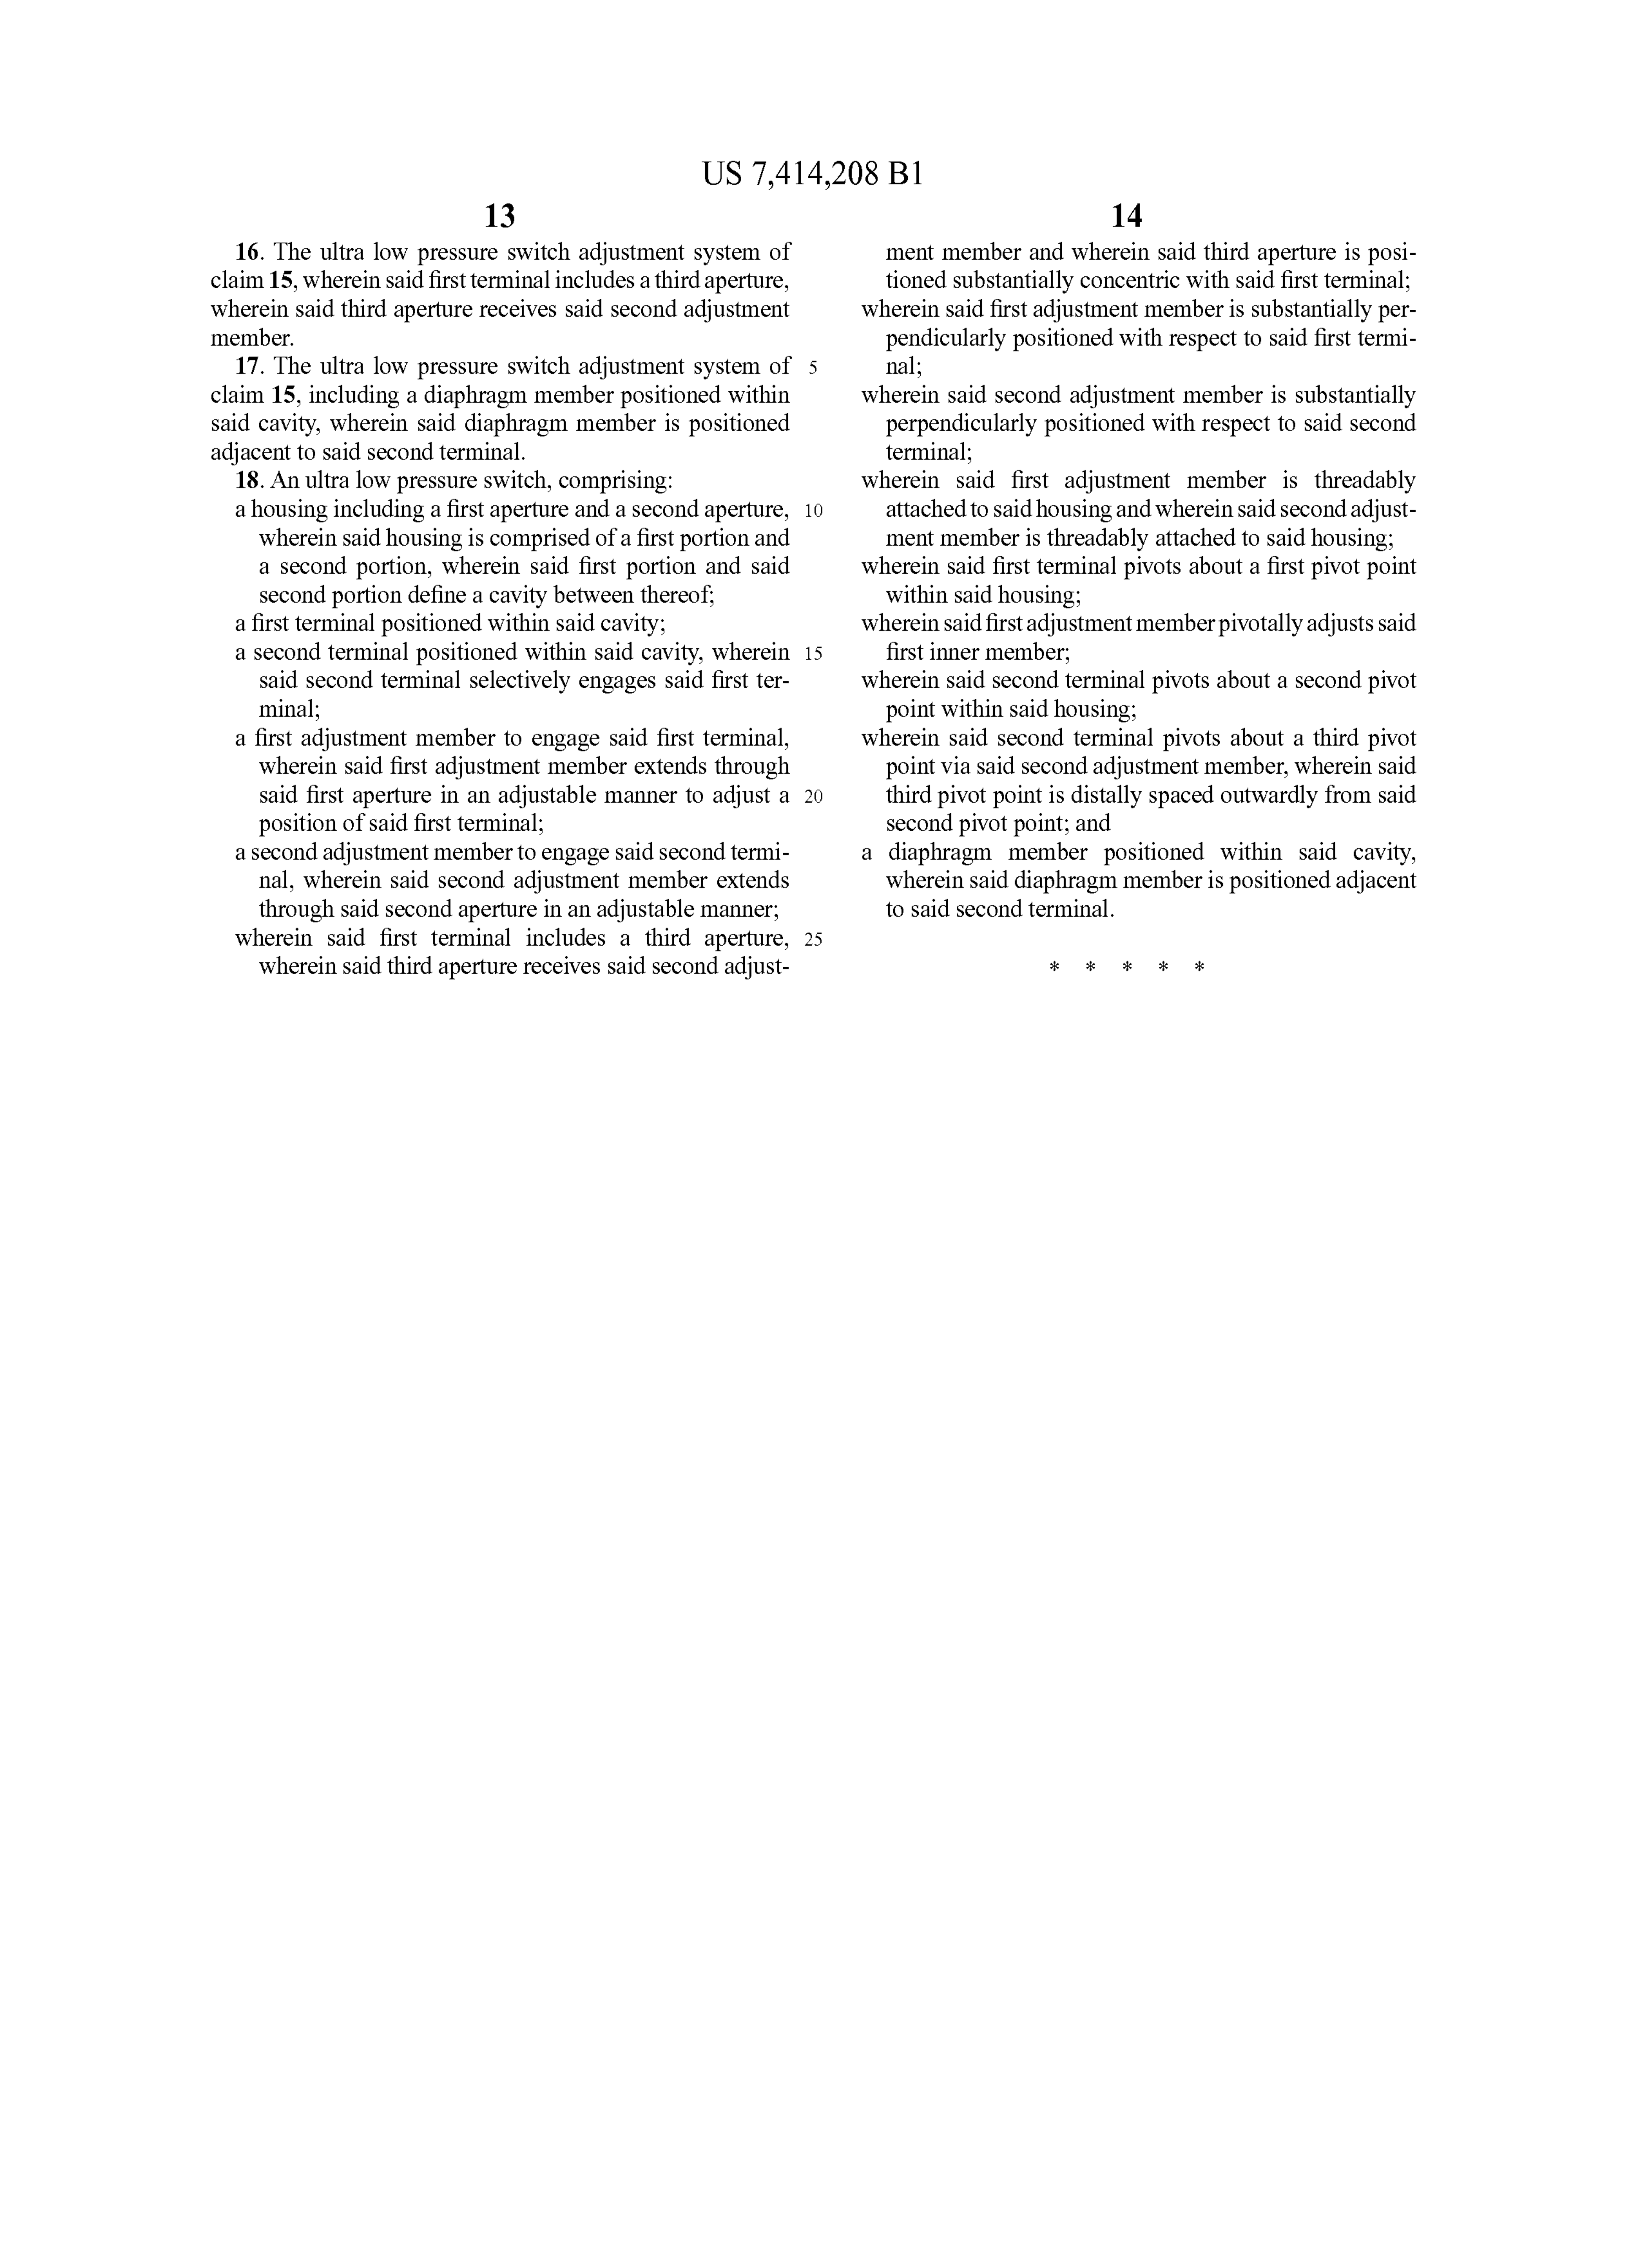 US 7,414,208 B1
13
16. The ultra low pressure switch adjustment system of
claim 15, wherein said first terminal includes a third aperture,
wherein said third aperture receives said second adjustment
member.
17. The ultra low pressure switch adjustment system of
5
claim 15, including a diaphragm member positioned within
said cavity, wherein said diaphragm member is positioned
adjacent to said second terminal.
18. An ultra low pressure switch, comprising:
a housing including a first aperture and a second aperture,
10
wherein said housing is comprised of a first portion and
a second portion, wherein said first portion and said
second portion define a cavity between thereof;
a first terminal positioned within said cavity;
a second terminal positioned within said cavity, wherein
15
said second terminal selectively engages said first ter-
minal;
a first adjustment member to engage said first terminal,
wherein said first adjustment member extends through
said first aperture in an adjustable manner to adjust a
20
position of said first terminal;
a second adjustment member to engage said second termi-
nal, wherein said second adjustment member extends
through said second aperture in an adjustable manner;
wherein said first terminal includes a third aperture,
25
wherein said third aperture receives said second adjust-
14
ment member and wherein said third aperture is posi-
tioned substantially concentric with said first terminal;
wherein said first adjustment member is substantially per-
pendicularly positioned with respect to said first termi-
nal;
wherein said second adjustment member is substantially
perpendicularly positioned with respect to said second
terminal;
wherein said first adjustment member is threadably
attached to said housing and wherein said second adjust-
ment member is threadably attached to said housing;
wherein said first terminal pivots about a first pivot point
within said housing;
wherein said first adjustment member pivotally adjusts said
first inner member;
wherein said second terminal pivots about a second pivot
point within said housing;
wherein said second terminal pivots about a third pivot
point via said second adjustment member, wherein said
third pivot point is distally spaced outwardly from said
second pivot point; and
a diaphragm member positioned within said cavity,
wherein said diaphragm member is positioned adjacent
to said second terminal.
* * * * *